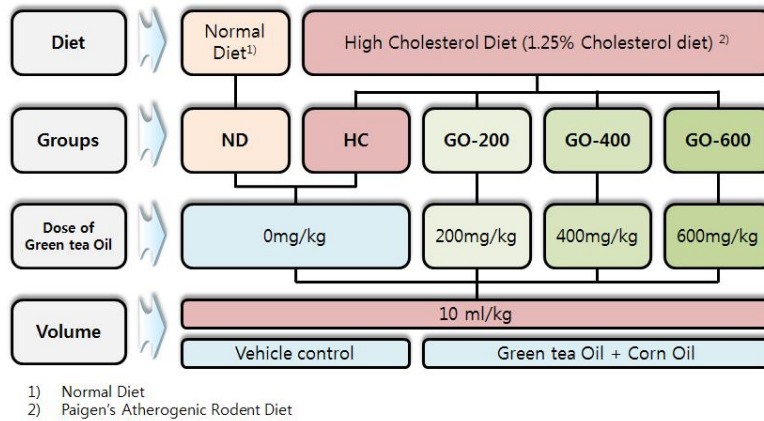 Diet
Normal
Diet1)
High Cholesterol Diet (1.25% Cholesterol diet) 2)
Groups
ND
HC
GO-200
GO-400
GO-600
Dose of
Green tea Oil
0mg/kg
200mg/kg
400mg/kg
600mg/kg
Volume
10 ml/kg
Vehicle control
Green tea Oil + Corn Oil
1) Normal Diet
2) Paigen's Atherogenic Rodent Diet